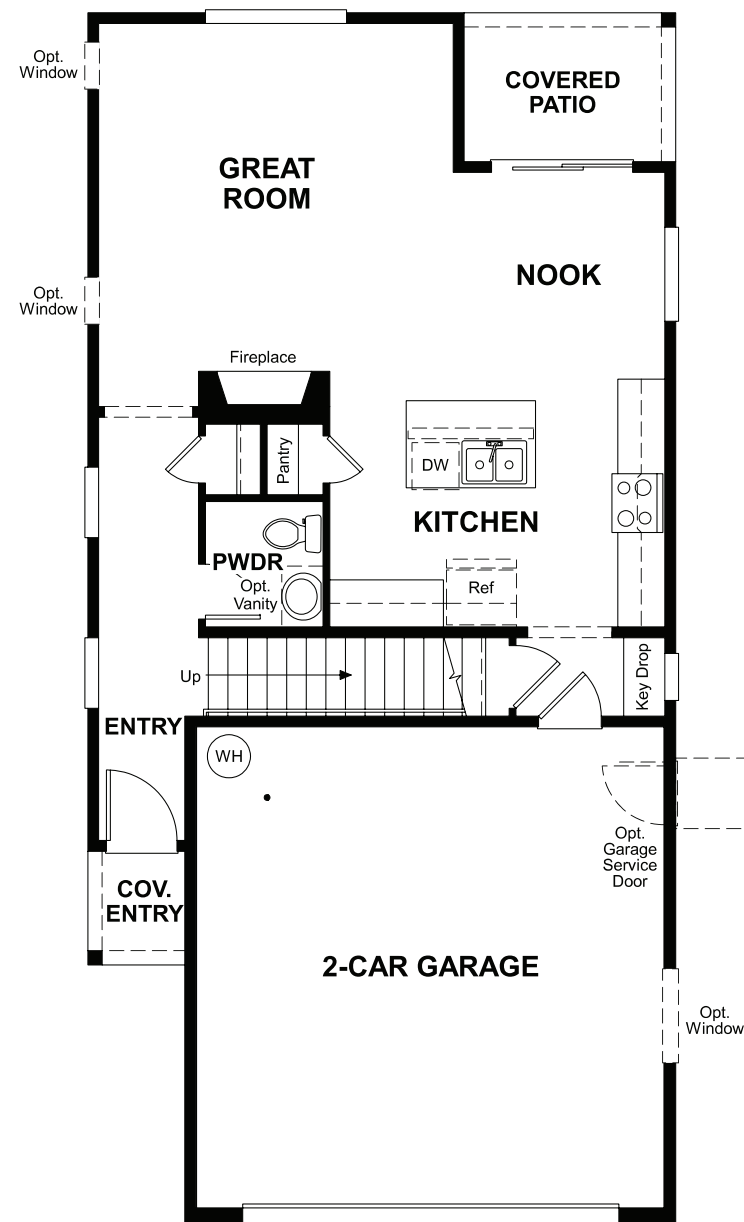 Opt.
Window
COVERED
PATIO
GREAT
ROOM
NOOK
Opt.
Window
Fireplace
Pantry
DW
KITCHEN
PWDR
Opt.
Vanity
Ref
Up
Key Drop
ENTRY
WH
Opt.
Garage
Service
Door
COV.
ENTRY
2-CAR GARAGE
Opt.
Window